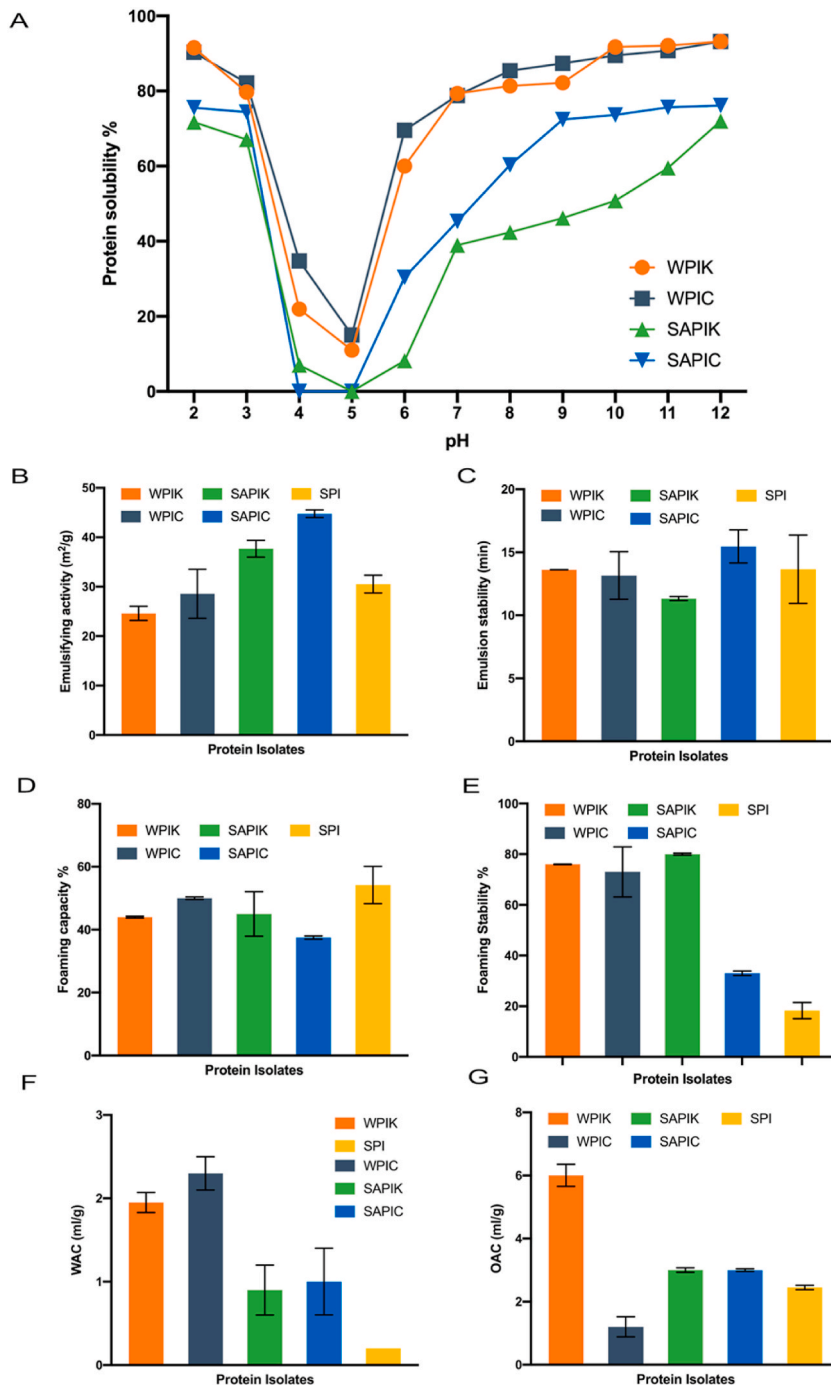 A
Protein solubility %
100
80
60
40
20
0
2 3 4 5 6 7 8 9 10 11 12
pH
WPIK
WPIC
SAPIK
SAPIC
B
Emulsifying activity (m²/g)
50
40
30
20
10
0
WPIK SAPIK SPI
WPIC SAPIC
Protein Isolates
C
Emulsion stability (min)
20
15
10
5
0
WPIK SAPIK SPI
WPIC SAPIC
Protein Isolates
D
Foaming capacity %
80
60
40
20
0
WPIK SAPIK SPI
WPIC SAPIC
Protein Isolates
E
Foaming Stability %
100
80
60
40
20
0
WPIK SAPIK SPI
WPIC SAPIC
Protein Isolates
F
WAC (ml/g)
3
2
1
0
WPIK
SPI
WPIC
SAPIK
SAPIC
Protein Isolates
G
OAC (ml/g)
8
6
4
2
0
WPIK SAPIK SPI
WPIC SAPIC
Protein Isolates